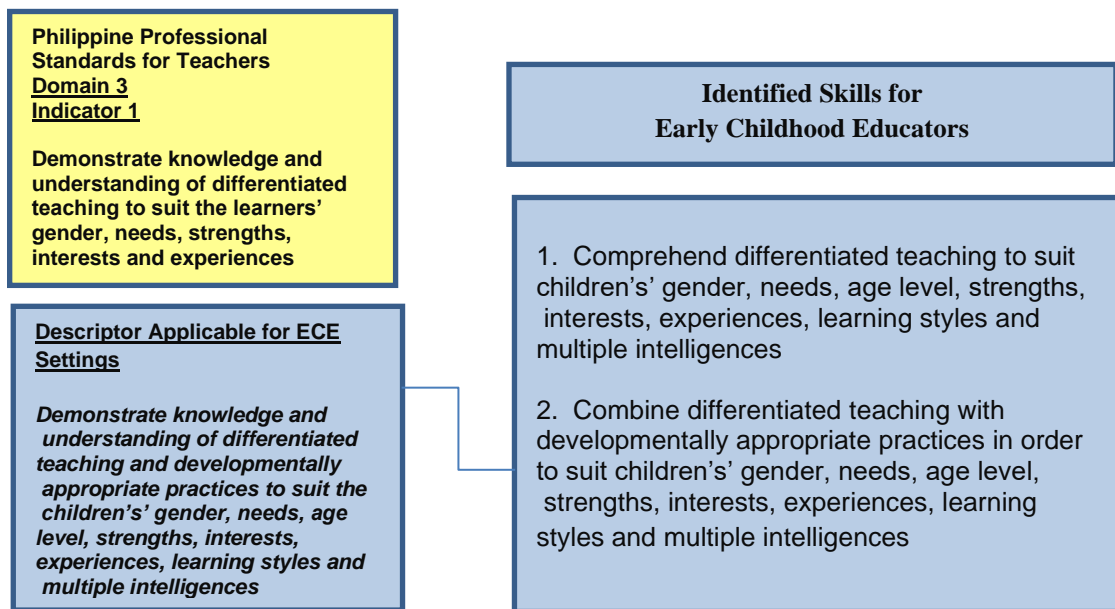 Philippine Professional
Standards for Teachers
Domain 3
Indicator 1
Demonstrate knowledge and
understanding of differentiated
teaching to suit the learners’
gender, needs, strengths,
interests and experiences
Descriptor Applicable for ECE
Settings
Demonstrate knowledge and
understanding of differentiated
teaching and developmentally
appropriate practices to suit the
children’s’ gender, needs, age
level, strengths, interests,
experiences, learning styles and
multiple intelligences
Identified Skills for
Early Childhood Educators
1. Comprehend differentiated teaching to suit
children’s’ gender, needs, age level, strengths,
interests, experiences, learning styles and
multiple intelligences
2. Combine differentiated teaching with
developmentally appropriate practices in order
to suit children’s’ gender, needs, age level,
strengths, interests, experiences, learning
styles and multiple intelligences